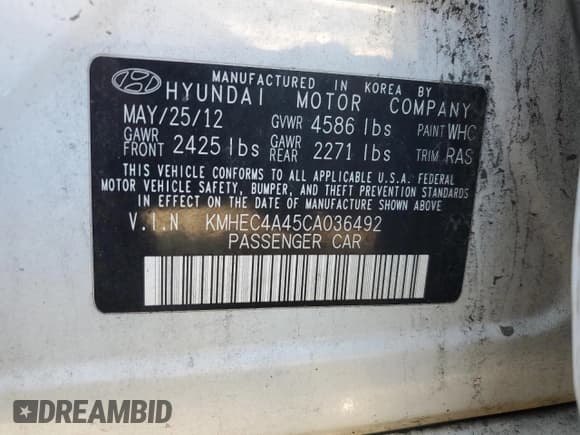 MANUFACTURED IN KOREA BY
HYUNDAI MOTOR COMPANY
MAY/25/12 GVWR 4586 lbs PAINT WHC
GAWR FRONT 2425 lbs GAWR REAR 2271 lbs TRIM RAS
THIS VEHICLE CONFORMS TO ALL APPLICABLE U.S.A. FEDERAL
MOTOR VEHICLE SAFETY, BUMPER, AND THEFT PREVENTION STANDARDS
IN EFFECT ON THE DATE OF MANUFACTURE SHOWN ABOVE.
V.I.N KMHEC4A45CA036492
PASSENGER CAR
DREAMBID